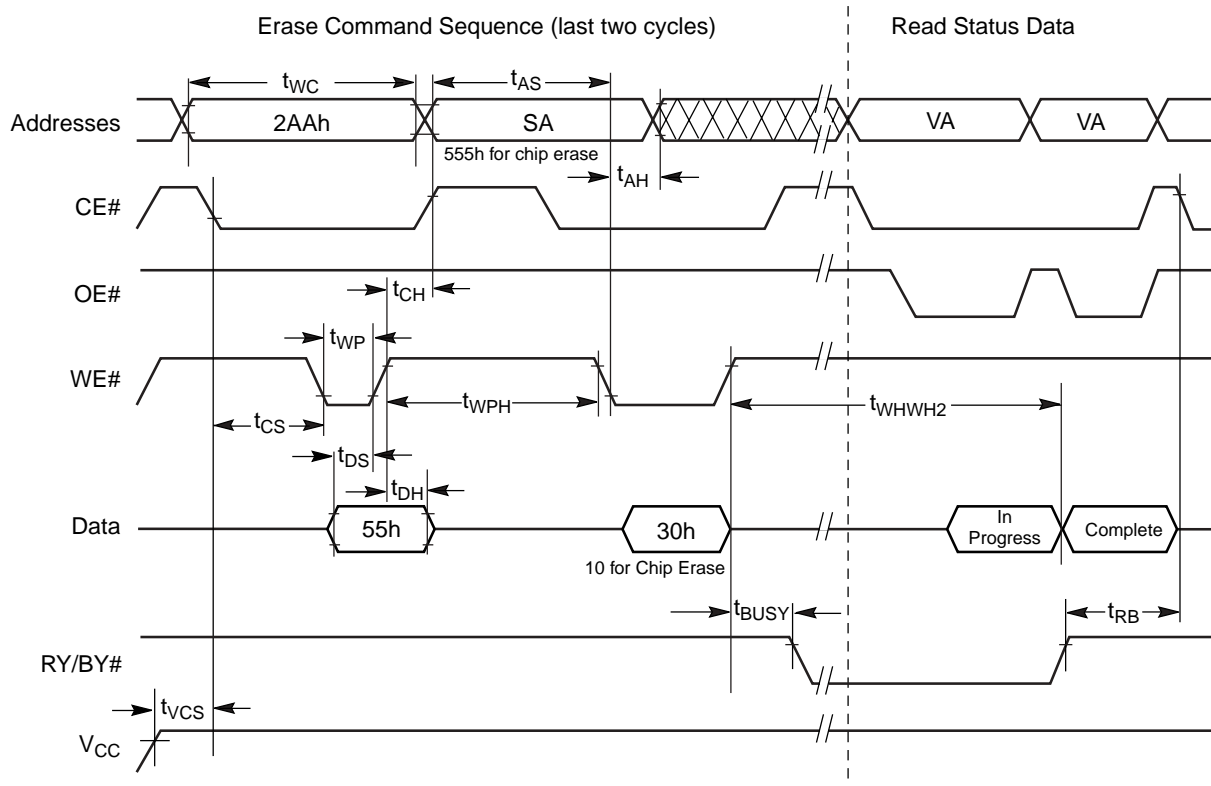 Erase Command Sequence (last two cycles) Read Status Data
tWC tAS
Addresses 2AAh SA VA VA
555h for chip erase
tAH
CE#
OE#
tCH
tWP
WE#
tWPH tWHWH2
tCS
tDS
tDH
Data 55h 30h In Progress Complete
10 for Chip Erase
tBUSY tRB
RY/BY#
tVCS
VCC